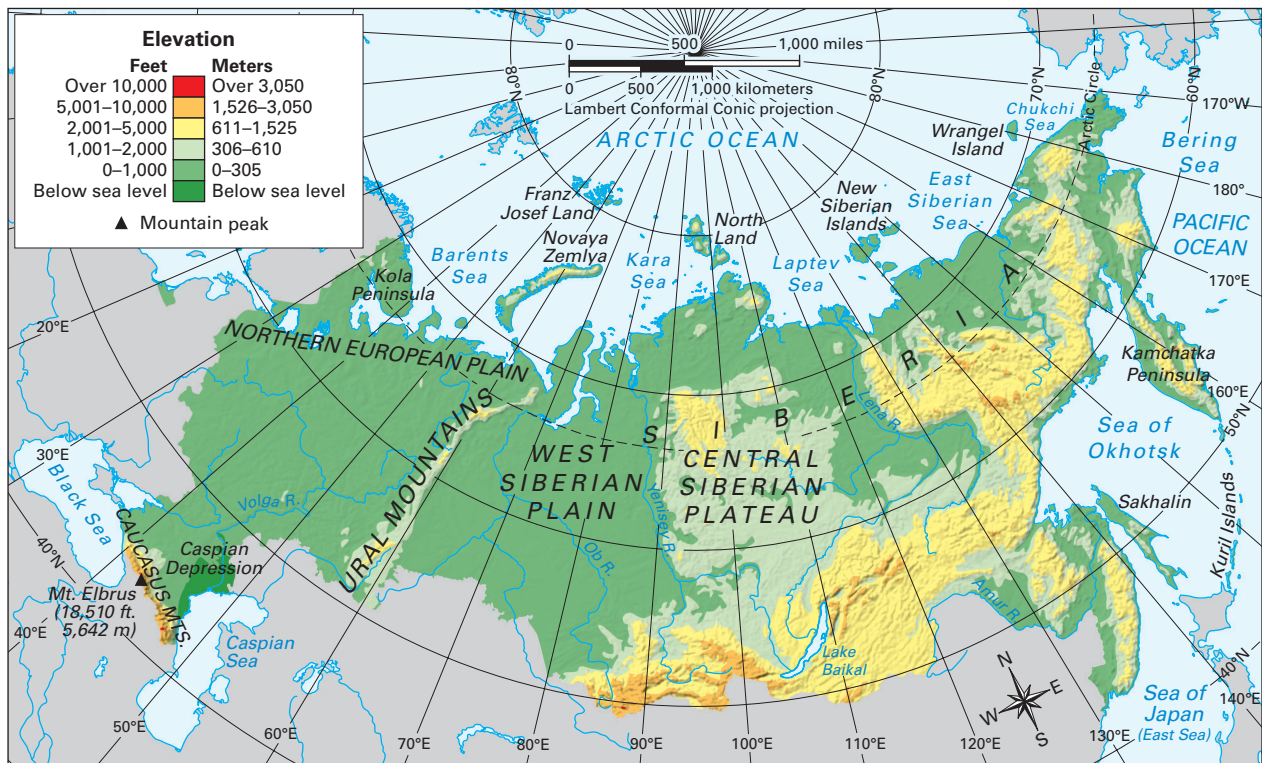 Elevation
Feet Meters
Over 10,000 Over 3,050
5,001–10,000 1,526–3,050
2,001–5,000 611–1,525
1,001–2,000 306–610
0–1,000 0–305
Below sea level Below sea level
▲ Mountain peak
0 500 1,000 miles
0 500 1,000 kilometers
Lambert Conformal Conic projection
80°N
80°N
70°N
Arctic Circle
60°N
170°W
180°
170°E
160°E
50°N
40°N
140°E
130°E
120°E
110°E
100°E
90°E
80°E
70°E
60°E
50°E
40°E
40°N
30°E
20°E
ARCTIC OCEAN
Chukchi
Sea
Wrangel
Island
Bering
Sea
PACIFIC
OCEAN
East
Siberian
Sea
New
Siberian
Islands
Franz
Josef Land
Novaya
Zemlya
North
Land
Barents
Sea
Kara
Sea
Laptev
Sea
Kola
Peninsula
NORTHERN EUROPEAN PLAIN
URAL MOUNTAINS
WEST
SIBERIAN
PLAIN
CENTRAL
SIBERIAN
PLATEAU
SIBERIA
Kamchatka
Peninsula
Sea of
Okhotsk
Sakhalin
Kuril Islands
Lena R.
Yenisey R.
Ob R.
Volga R.
Amur R.
Lake
Baikal
Black Sea
CAUCASUS MTS.
Caspian
Depression
Mt. Elbrus
(18,510 ft.
5,642 m)
Caspian
Sea
Sea of
Japan
(East Sea)
N
E
S
W